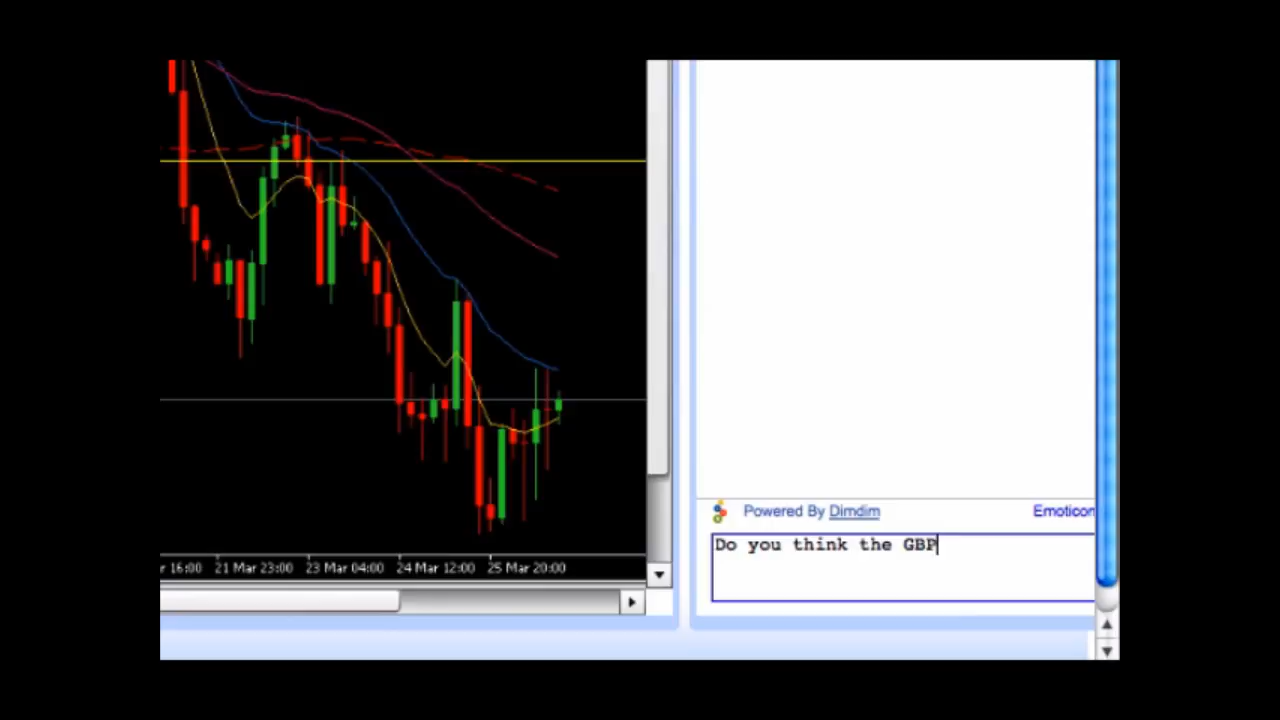 r 16:00 21 Mar 23:00 23 Mar 04:00 24 Mar 12:00 25 Mar 20:00
Powered By Dimdim Emoticon
Do you think the GBP